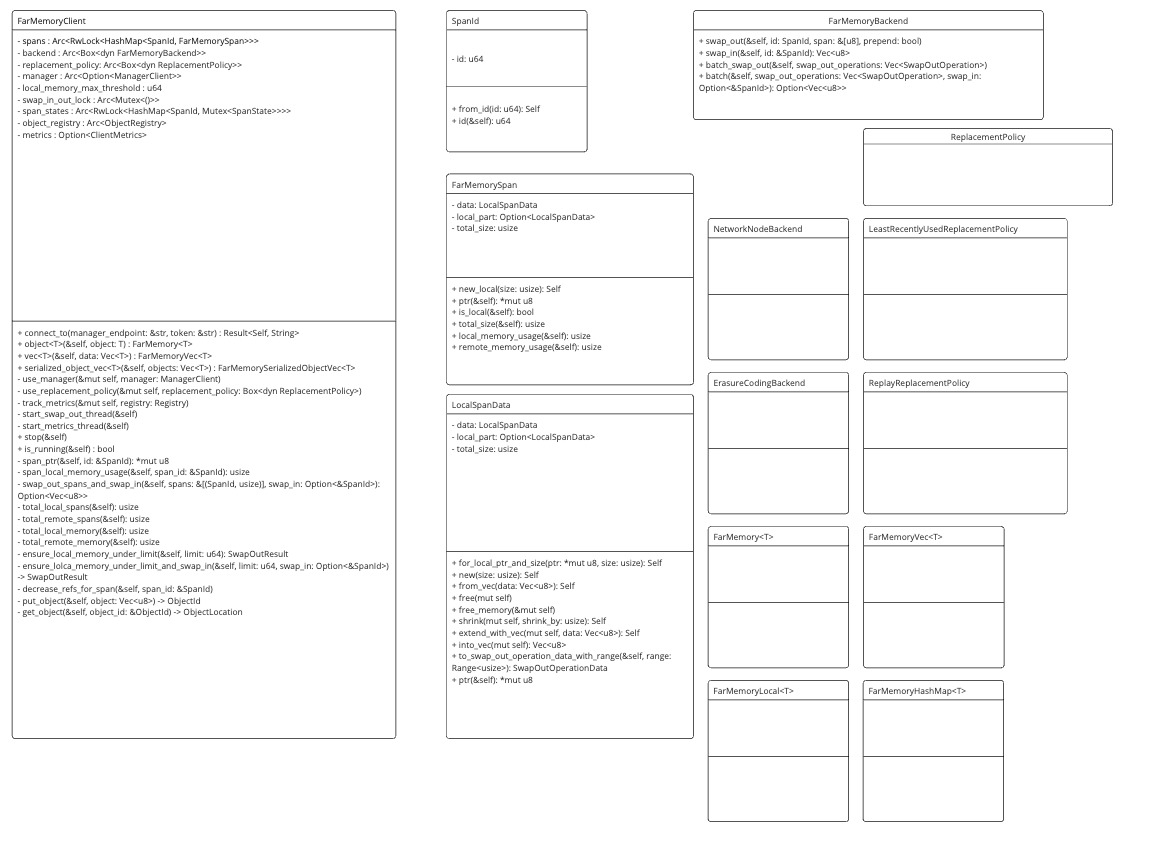 FarMemoryClient
- spans : Arc<RwLock<HashMap<SpanId, FarMemorySpan>>>
- backend : Arc<Box<dyn FarMemoryBackend>>
- replacement_policy: Arc<Box<dyn ReplacementPolicy>>
- manager : Arc<Option<ManagerClient>>
- local_memory_max_threshold : u64
- swap_in_out_lock : Arc<Mutex<()>>
- span_states : Arc<RwLock<HashMap<SpanId, Mutex<SpanState>>>>
- object_registry : Arc<ObjectRegistry>
- metrics : Option<ClientMetrics>
+ connect_to(manager_endpoint: &str, token: &str) : Result<Self, String>
+ object<T>(&self, object: T) : FarMemory<T>
+ vec<T>(&self, data: Vec<T>) : FarMemoryVec<T>
+ serialized_object_vec<T>(&self, objects: Vec<T>) : FarMemorySerializedObjectVec<T>
- use_manager(&mut self, manager: ManagerClient)
- use_replacement_policy(&mut self, replacement_policy: Box<dyn ReplacementPolicy>)
- track_metrics(&mut self, registry: Registry)
- start_swap_out_thread(&self)
- start_metrics_thread(&self)
+ stop(&self)
+ is_running(&self) : bool
- span_ptr(&self, id: &SpanId): *mut u8
- span_local_memory_usage(&self, span_id: &SpanId): usize
- swap_out_spans_and_swap_in(&self, spans: &[(SpanId, usize)], swap_in: Option<&SpanId>):
Option<Vec<u8>>
- total_local_spans(&self): usize
- total_remote_spans(&self): usize
- total_local_memory(&self): usize
- total_remote_memory(&self): usize
- ensure_local_memory_under_limit(&self, limit: u64): SwapOutResult
- ensure_lolca_memory_under_limit_and_swap_in(&self, limit: u64, swap_in: Option<&SpanId>)
-> SwapOutResult
- decrease_refs_for_span(&self, span_id: &SpanId)
- put_object(&self, object: Vec<u8>) -> ObjectId
- get_object(&self, object_id: &ObjectId) -> ObjectLocation
SpanId
- id: u64
+ from_id(id: u64): Self
+ id(&self): u64
FarMemorySpan
- data: LocalSpanData
- local_part: Option<LocalSpanData>
- total_size: usize
+ new_local(size: usize): Self
+ ptr(&self): *mut u8
+ is_local(&self): bool
+ total_size(&self): usize
+ local_memory_usage(&self): usize
+ remote_memory_usage(&self): usize
LocalSpanData
- data: LocalSpanData
- local_part: Option<LocalSpanData>
- total_size: usize
+ for_local_ptr_and_size(ptr: *mut u8, size: usize): Self
+ new(size: usize): Self
+ from_vec(data: Vec<u8>): Self
+ free(mut self)
+ free_memory(&mut self)
+ shrink(mut self, shrink_by: usize): Self
+ extend_with_vec(mut self, data: Vec<u8>): Self
+ into_vec(mut self): Vec<u8>
+ to_swap_out_operation_data_with_range(&self, range:
Range<usize>): SwapOutOperationData
+ ptr(&self): *mut u8
FarMemoryBackend
+ swap_out(&self, id: SpanId, span: &[u8], prepend: bool)
+ swap_in(&self, id: &SpanId): Vec<u8>
+ batch_swap_out(&self, swap_out_operations: Vec<SwapOutOperation>)
+ batch(&self, swap_out_operations: Vec<SwapOutOperation>, swap_in:
Option<&SpanId>): Option<Vec<u8>>
ReplacementPolicy
NetworkNodeBackend
LeastRecentlyUsedReplacementPolicy
ErasureCodingBackend
ReplayReplacementPolicy
FarMemory<T>
FarMemoryVec<T>
FarMemoryLocal<T>
FarMemoryHashMap<T>